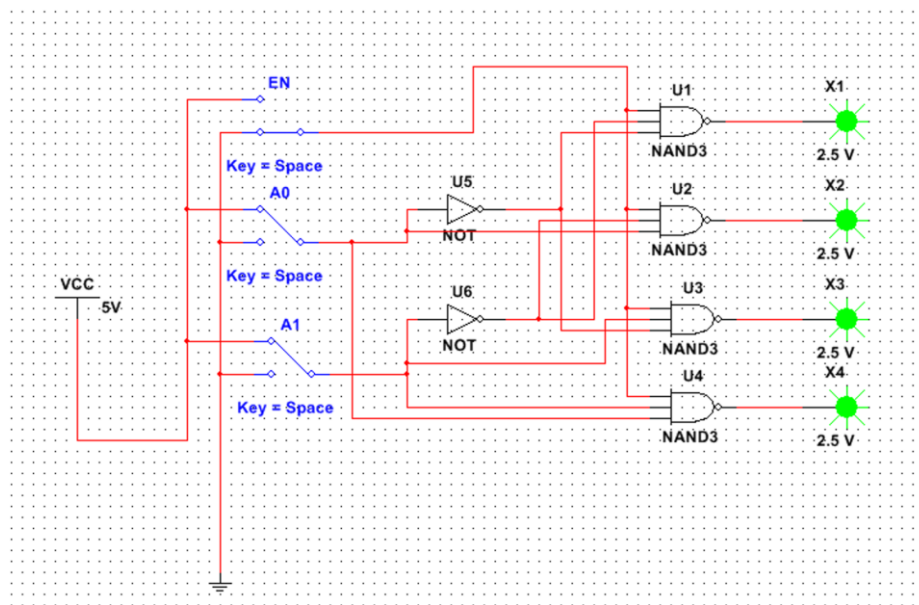 EN
Key = Space
A0
Key = Space
A1
Key = Space
VCC
5V
U5
NOT
U6
NOT
U1
NAND3
U2
NAND3
U3
NAND3
U4
NAND3
X1
2.5 V
X2
2.5 V
X3
2.5 V
X4
2.5 V